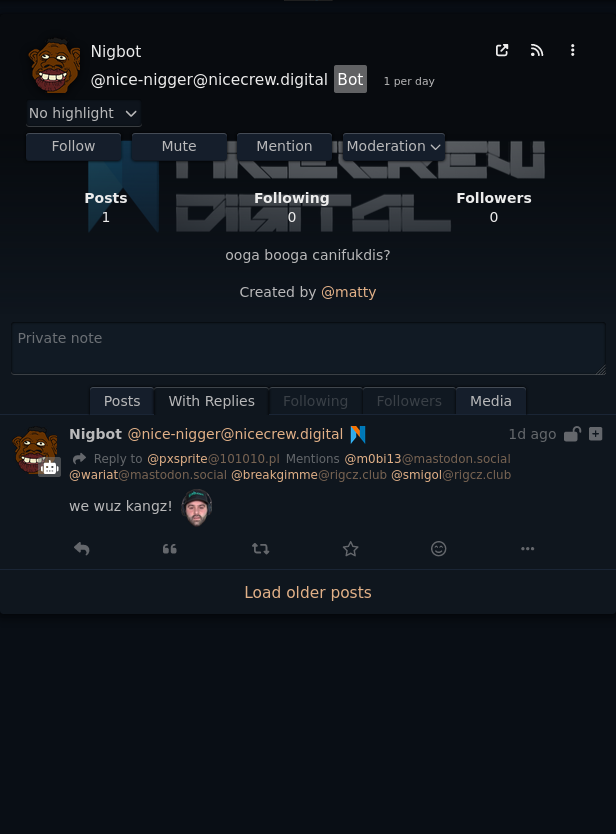 Nigbot
@nice-nigger@nicecrew.digital Bot 1 per day
No highlight
Follow Mute Mention Moderation
NICECREW
DIGITAL
Posts Following Followers
1 0 0
ooga booga canifukdis?
Created by @matty
Private note
Posts With Replies Following Followers Media
Nigbot @nice-nigger@nicecrew.digital 1d ago
Reply to @pxsprite@101010.pl Mentions @m0bi13@mastodon.social
@wariat@mastodon.social @breakgimme@rigcz.club @smigol@rigcz.club
we wuz kangz!
Load older posts